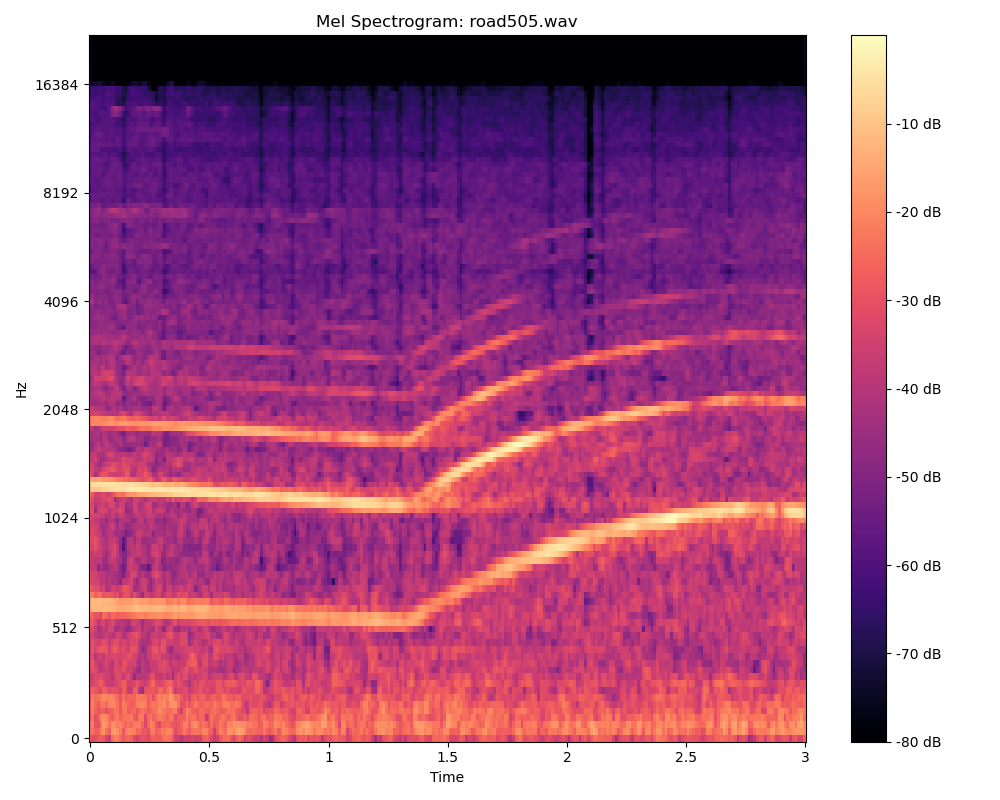 Mel Spectrogram: road505.wav
16384
8192
4096
2048
1024
512
0
Hz
0
0.5
1
1.5
2
2.5
3
Time
-10 dB
-20 dB
-30 dB
-40 dB
-50 dB
-60 dB
-70 dB
-80 dB